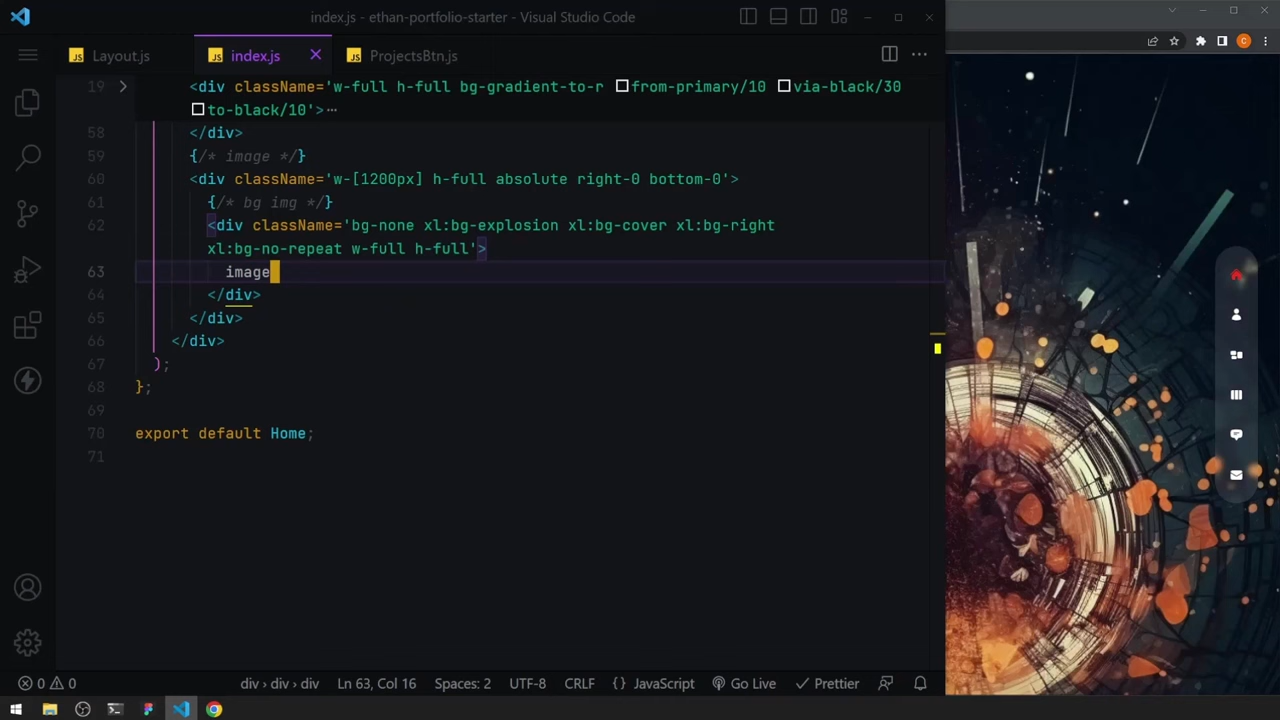 index.js - ethan-portfolio-starter - Visual Studio Code
Layout.js
index.js
ProjectsBtn.js
19 <div className='w-full h-full bg-gradient-to-r from-primary/10 via-black/30
to-black/10'>⋯
58 </div>
59 {/* image */}
60 <div className='w-[1200px] h-full absolute right-0 bottom-0'>
61 {/* bg img */}
62 <div className='bg-none xl:bg-explosion xl:bg-cover xl:bg-right
xl:bg-no-repeat w-full h-full'>
63 image
64 </div>
65 </div>
66 </div>
67 );
68 };
69
70 export default Home;
71
0 0 div › div › div Ln 63, Col 16 Spaces: 2 UTF-8 CRLF {} JavaScript Go Live Prettier